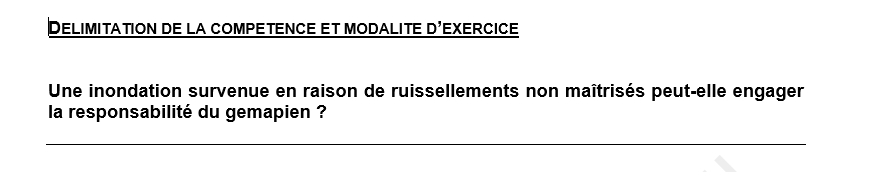 DELIMITATION DE LA COMPETENCE ET MODALITE D'EXERCICE
Une inondation survenue en raison de ruissellements non maîtrisés peut-elle engager
la responsabilité du gemapien ?